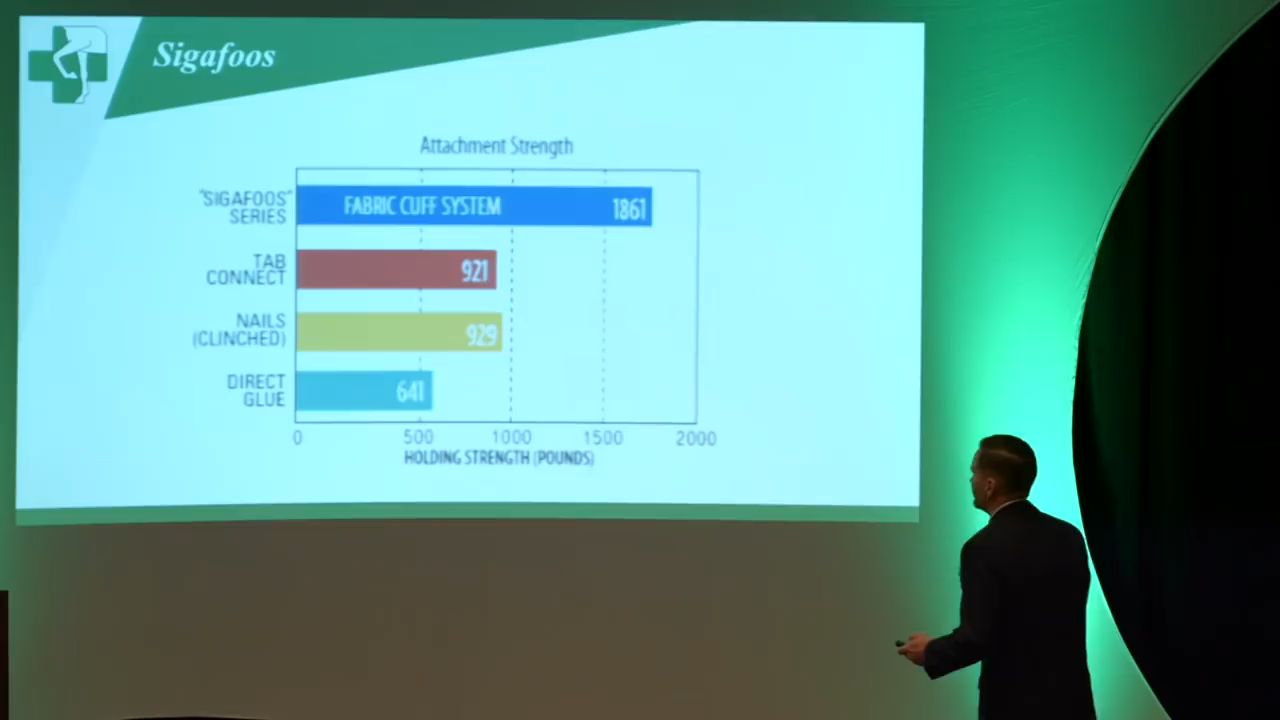 Sigafoos
Attachment Strength
"SIGAFOOS"
SERIES
FABRIC CUFF SYSTEM 1861
TAB
CONNECT
921
NAILS
(CLINCHED)
929
DIRECT
GLUE
641
0 500 1000 1500 2000
HOLDING STRENGTH (POUNDS)